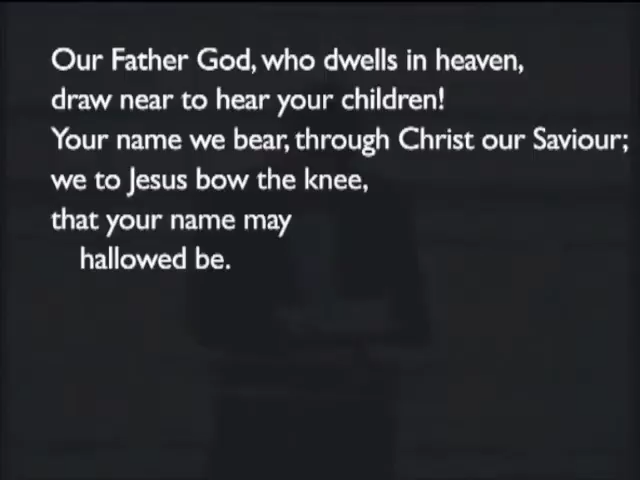 Our Father God, who dwells in heaven,
draw near to hear your children!
Your name we bear, through Christ our Saviour;
we to Jesus bow the knee,
that your name may
hallowed be.